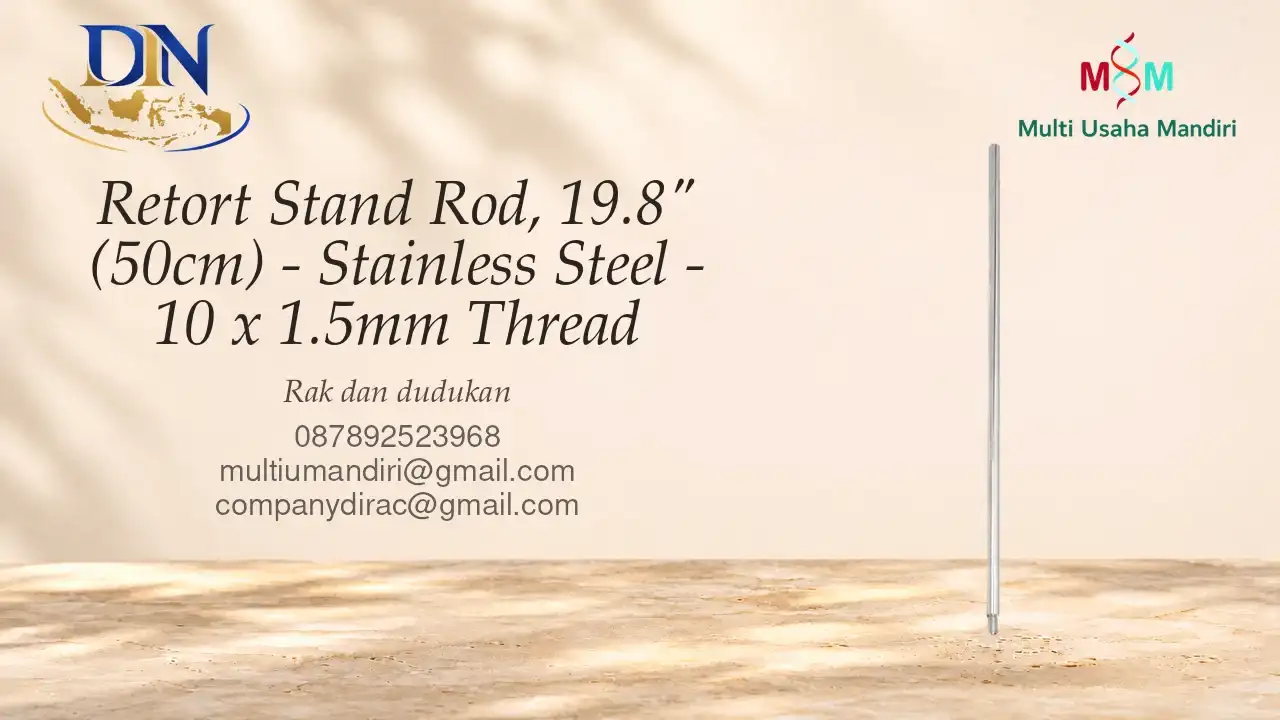 DIN
M M
Multi Usaha Mandiri
Retort Stand Rod, 19.8"
(50cm) - Stainless Steel -
10 x 1.5mm Thread
Rak dan dudukan
087892523968
multiumandiri@gmail.com
companydirac@gmail.com